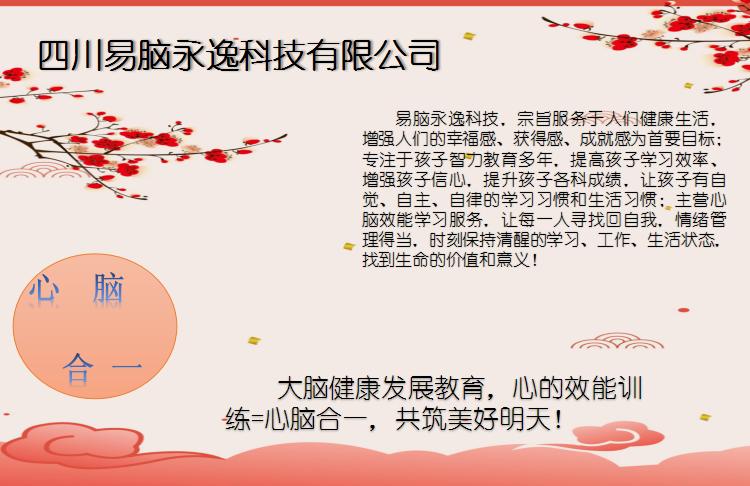 四川易脑永逸科技有限公司
易脑永逸科技，宗旨服务于人们健康生活，
增强人们的幸福感、获得感、成就感为首要目标；
专注于孩子智力教育多年，提高孩子学习效率、
增强孩子信心，提升孩子各科成绩，让孩子有自
觉、自主、自律的学习习惯和生活习惯；主营心
脑效能学习服务，让每一人寻找回自我，情绪管
理得当，时刻保持清醒的学习、工作、生活状态，
找到生命的价值和意义！
心 脑
合 一
大脑健康发展教育，心的效能训
练=心脑合一，共筑美好明天！